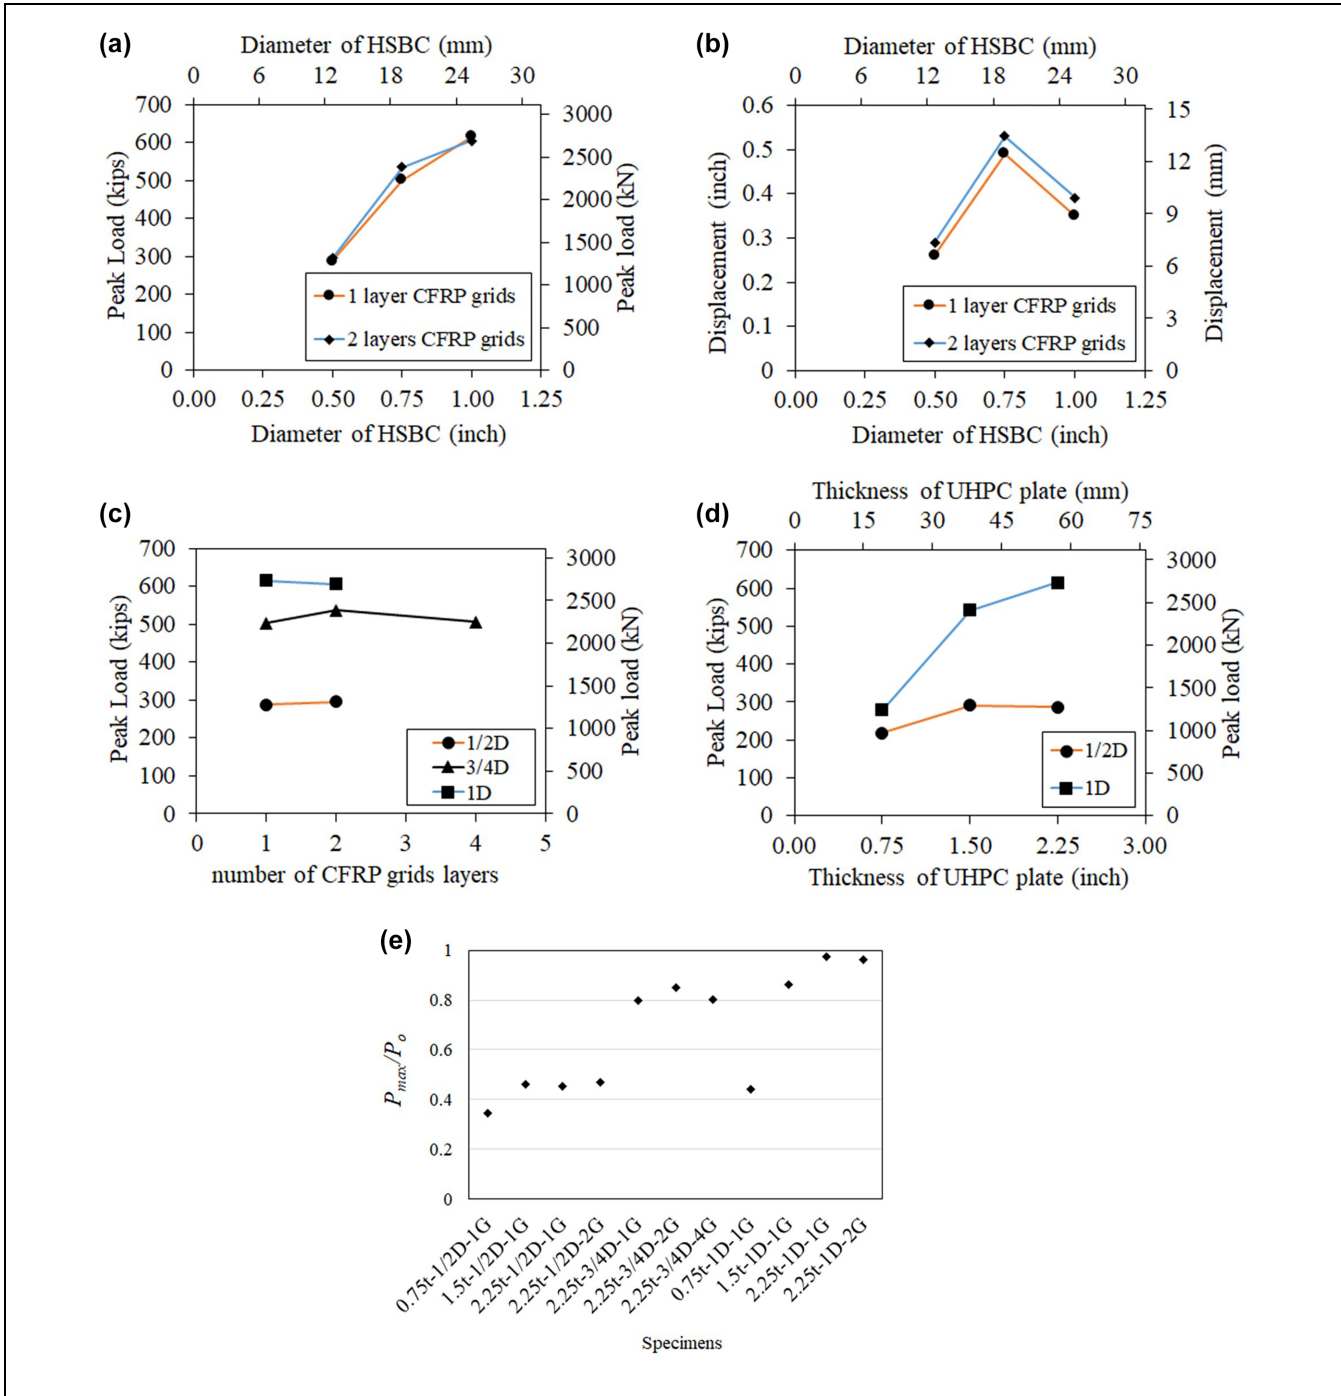 (a)
Diameter of HSBC (mm)
0 6 12 18 24 30
700
600
500
400
300
200
100
0
Peak Load (kips)
3000
2500
2000
1500
1000
500
0
Peak load (kN)
1 layer CFRP grids
2 layers CFRP grids
0.00 0.25 0.50 0.75 1.00 1.25
Diameter of HSBC (inch)
(b)
Diameter of HSBC (mm)
0 6 12 18 24 30
0.6
0.5
0.4
0.3
0.2
0.1
0
Displacement (inch)
15
12
9
6
3
0
Displacement (mm)
1 layer CFRP grids
2 layers CFRP grids
0.00 0.25 0.50 0.75 1.00 1.25
Diameter of HSBC (inch)
(c)
700
600
500
400
300
200
100
0
Peak Load (kips)
3000
2500
2000
1500
1000
500
0
Peak load (kN)
1/2D
3/4D
1D
0 1 2 3 4 5
number of CFRP grids layers
(d)
Thickness of UHPC plate (mm)
0 15 30 45 60 75
700
600
500
400
300
200
100
0
Peak Load (kips)
3000
2500
2000
1500
1000
500
0
Peak load (kN)
1/2D
1D
0.00 0.75 1.50 2.25 3.00
Thickness of UHPC plate (inch)
(e)
1
0.8
0.6
0.4
0.2
0
Pmax/Po
0.75t-1/2D-1G
1.5t-1/2D-1G
2.25t-1/2D-1G
2.25t-1/2D-2G
2.25t-3/4D-1G
2.25t-3/4D-2G
2.25t-3/4D-4G
0.75t-1D-1G
1.5t-1D-1G
2.25t-1D-1G
2.25t-1D-2G
Specimens